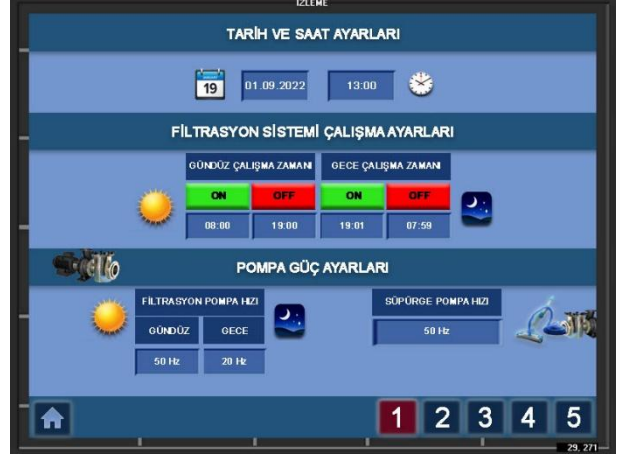 İZLEME
TARİH VE SAAT AYARLARI
19 01.09.2022 13:00
FİLTRASYON SİSTEMİ ÇALIŞMA AYARLARI
GÜNDÜZ ÇALIŞMA ZAMANI GECE ÇALIŞMA ZAMANI
ON OFF ON OFF
08:00 19:00 19:01 07:59
POMPA GÜÇ AYARLARI
FİLTRASYON POMPA HIZI SÜPÜRGE POMPA HIZI
GÜNDÜZ GECE 50 Hz
50 Hz 20 Hz
1 2 3 4 5
29, 271